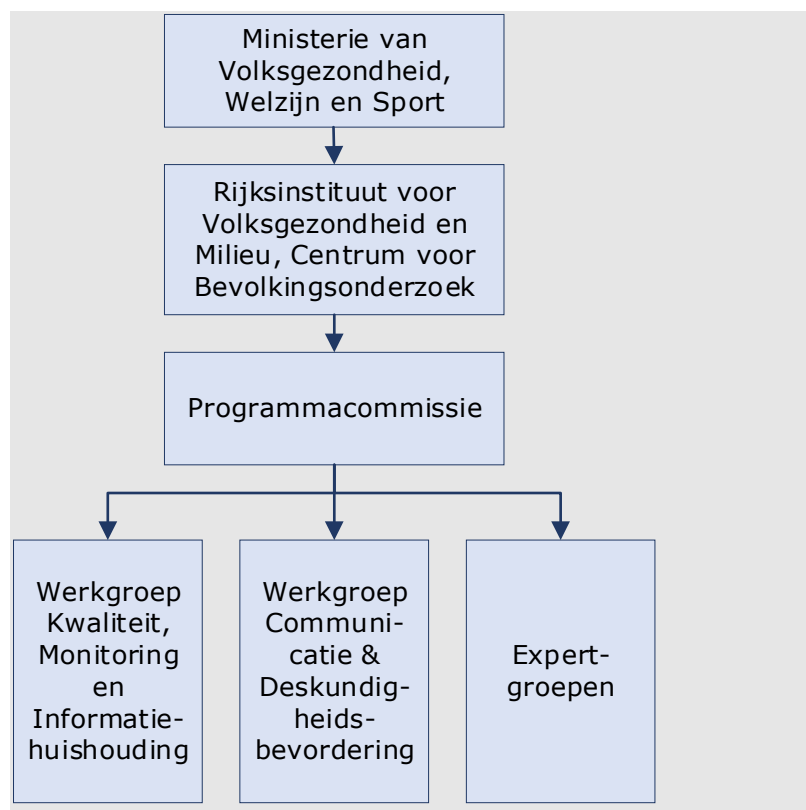 Ministerie van
Volksgezondheid,
Welzijn en Sport
Rijksinstituut voor
Volksgezondheid en
Milieu, Centrum voor
Bevolkingsonderzoek
Programmacommissie
Werkgroep
Kwaliteit,
Monitoring
en
Informatie-
huishouding
Werkgroep
Communi-
catie &
Deskundig-
heids-
bevordering
Expert-
groepen